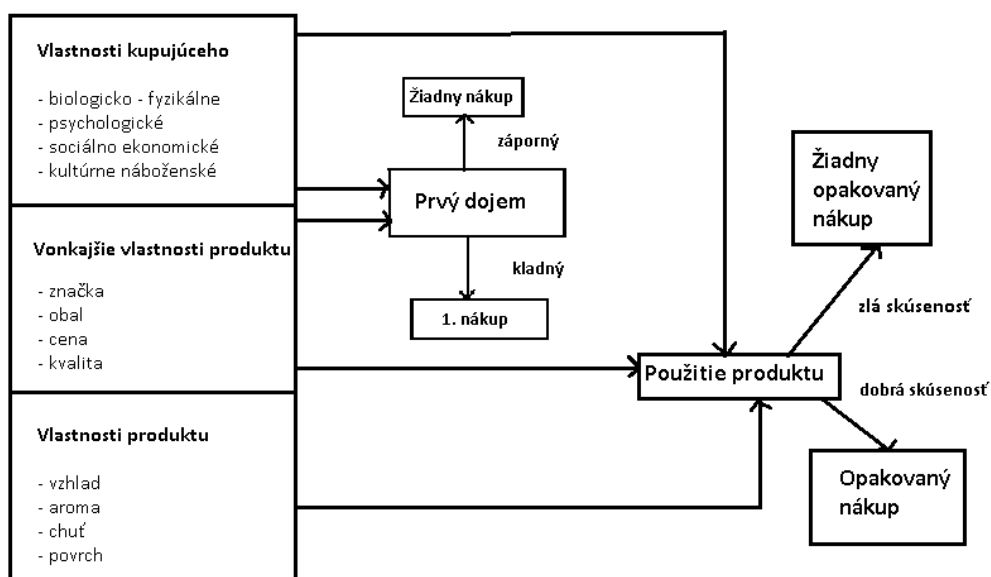 Vlastnosti kupujúceho
- biologicko - fyzikálne
- psychologické
- sociálno ekonomické
- kultúrne náboženské
Vonkajšie vlastnosti produktu
- značka
- obal
- cena
- kvalita
Vlastnosti produktu
- vzhlad
- aroma
- chuť
- povrch
Žiadny nákup
záporný
Prvý dojem
kladný
1. nákup
Použitie produktu
Žiadny
opakovaný
nákup
zlá skúsenosť
dobrá skúsenosť
Opakovaný
nákup